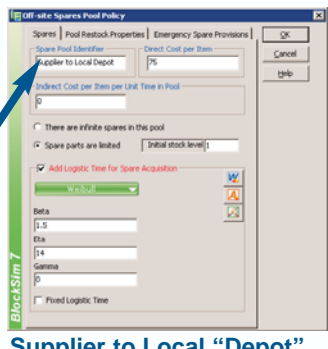 Off-site Spares Pool Policy
Spares Pool Restock Properties Emergency Spare Provisions
OK
Cancel
Help
Spare Pool Identifier
Supplier to Local Depot
Direct Cost per Item
75
Indirect Cost per Item per Unit Time in Pool
0
There are infinite spares in this pool
Spare parts are limited
Initial stock level 1
Add Logistic Time for Spare Acquisition
Weibull
Beta
1.5
Eta
14
Gamma
0
Fixed Logistic Time
BlockSim 7
Supplier to Local "Depot"